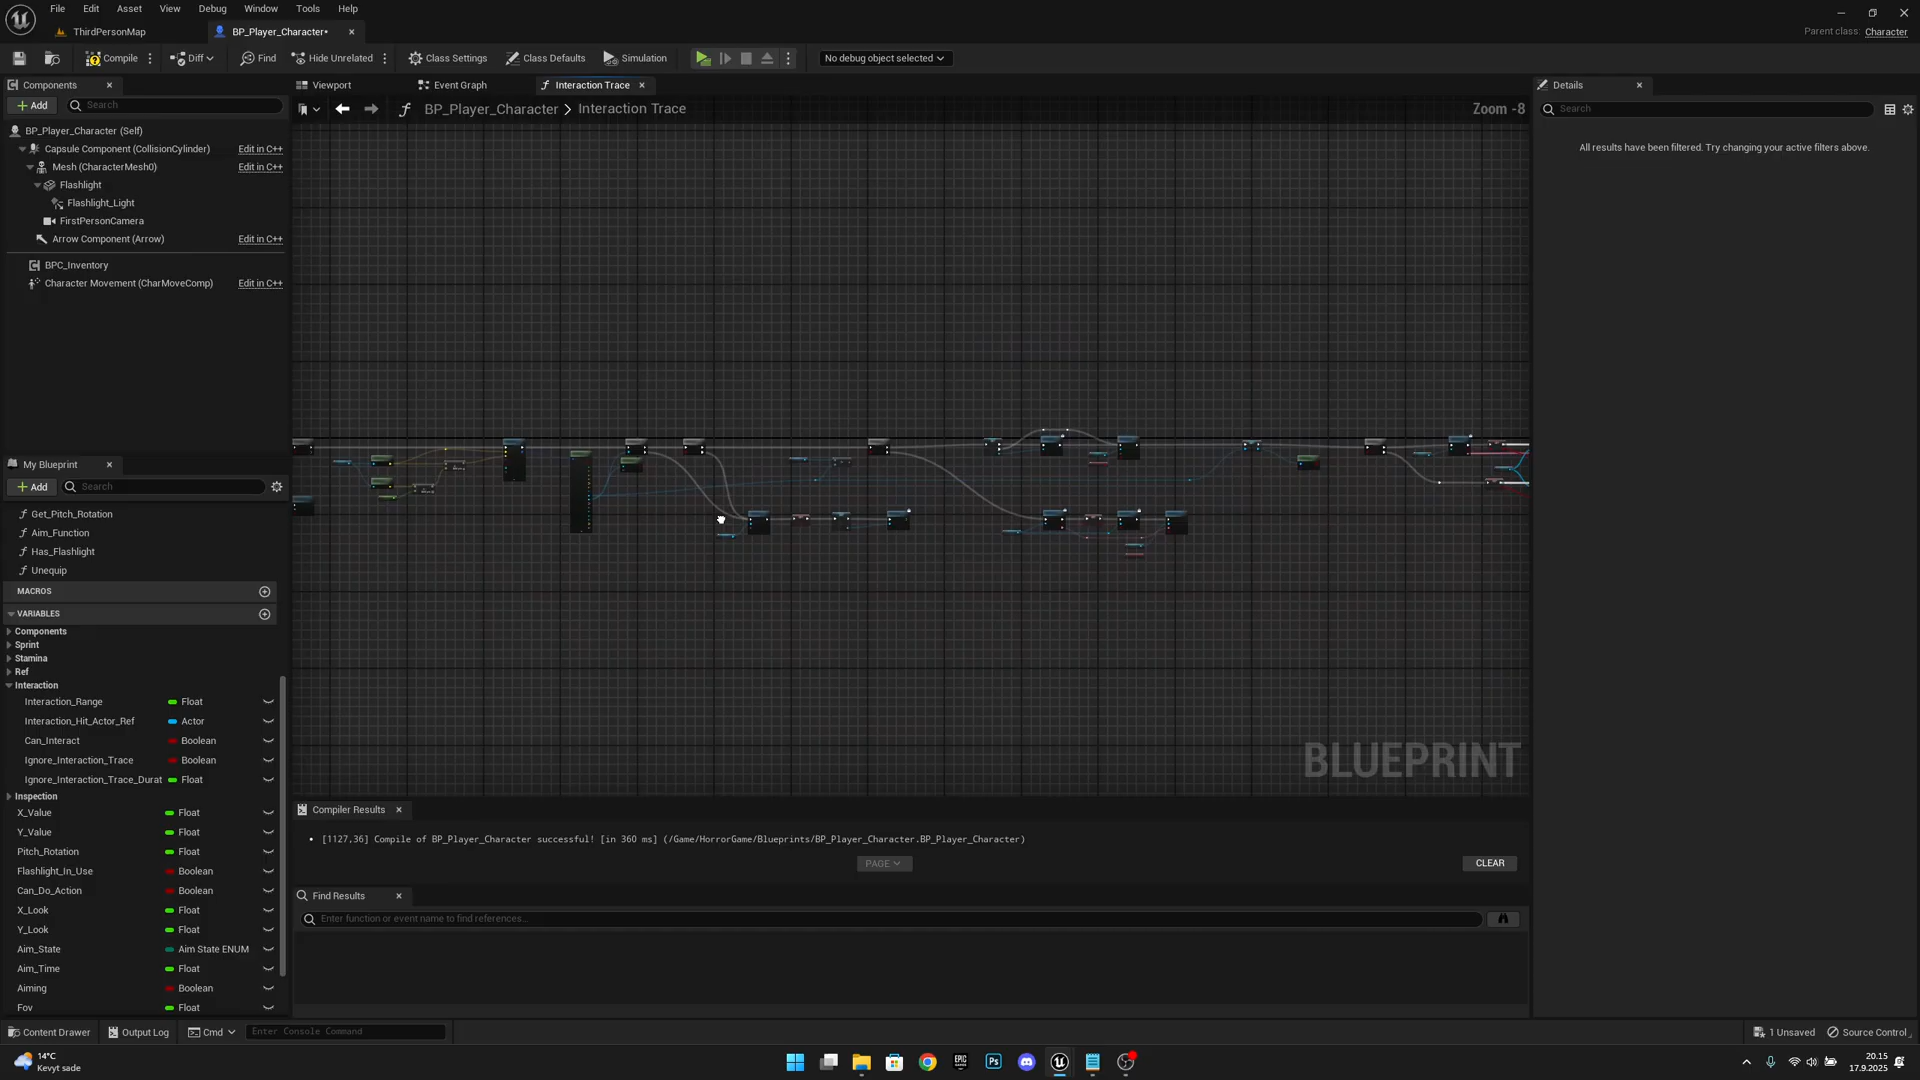 File Edit Asset View Debug Window Tools Help
ThirdPersonMap
BP_Player_Character•
Parent class: Character
Compile
Diff
Find
Hide Unrelated
Class Settings
Class Defaults
Simulation
No debug object selected
Components
Viewport
Event Graph
Interaction Trace
Details
Add
Search
BP_Player_Character > Interaction Trace
Zoom -8
Search
All results have been filtered. Try changing your active filters above.
BP_Player_Character (Self)
Capsule Component (CollisionCylinder) Edit in C++
Mesh (CharacterMesh0) Edit in C++
Flashlight
Flashlight_Light
FirstPersonCamera
Arrow Component (Arrow) Edit in C++
BPC_Inventory
Character Movement (CharMoveComp) Edit in C++
My Blueprint
Add
Search
Get_Pitch_Rotation
Aim_Function
Has_Flashlight
Unequip
MACROS
VARIABLES
Components
Sprint
Stamina
Ref
Interaction
Interaction_Range Float
Interaction_Hit_Actor_Ref Actor
Can_Interact Boolean
Ignore_Interaction_Trace Boolean
Ignore_Interaction_Trace_Durat Float
Inspection
X_Value Float
Y_Value Float
Pitch_Rotation Float
Flashlight_In_Use Boolean
Can_Do_Action Boolean
X_Look Float
Y_Look Float
Aim_State Aim State ENUM
Aim_Time Float
Aiming Boolean
Fov Float
BLUEPRINT
Compiler Results
• [1127,36] Compile of BP_Player_Character successful! [in 360 ms] (/Game/HorrorGame/Blueprints/BP_Player_Character.BP_Player_Character)
PAGE
CLEAR
Find Results
Enter function or event name to find references...
Content Drawer
Output Log
Cmd
Enter Console Command
1 Unsaved
Source Control
14°C
Kevyt sade
20.15
17.9.2025